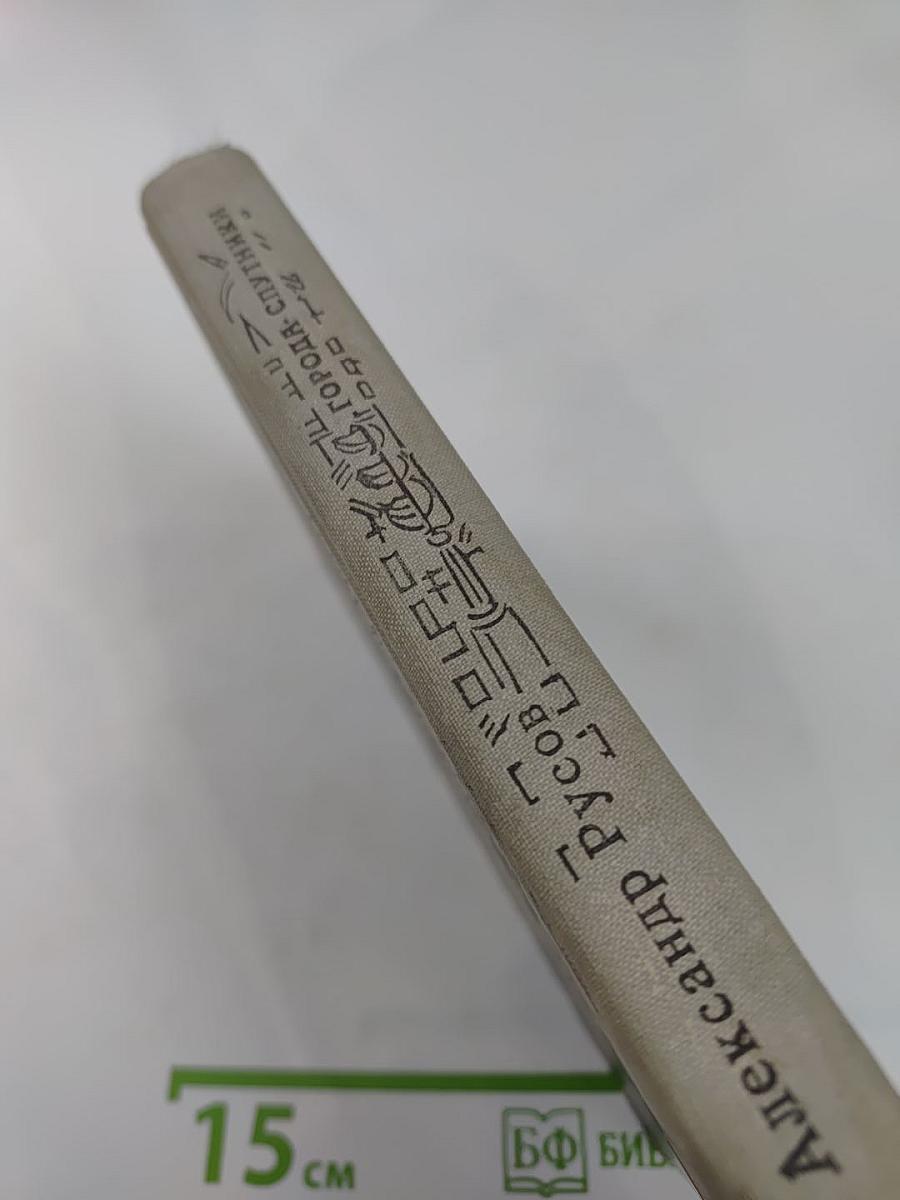 Александр Русов
ГОРОДА-СПУТНИКИ
15 см
БФ